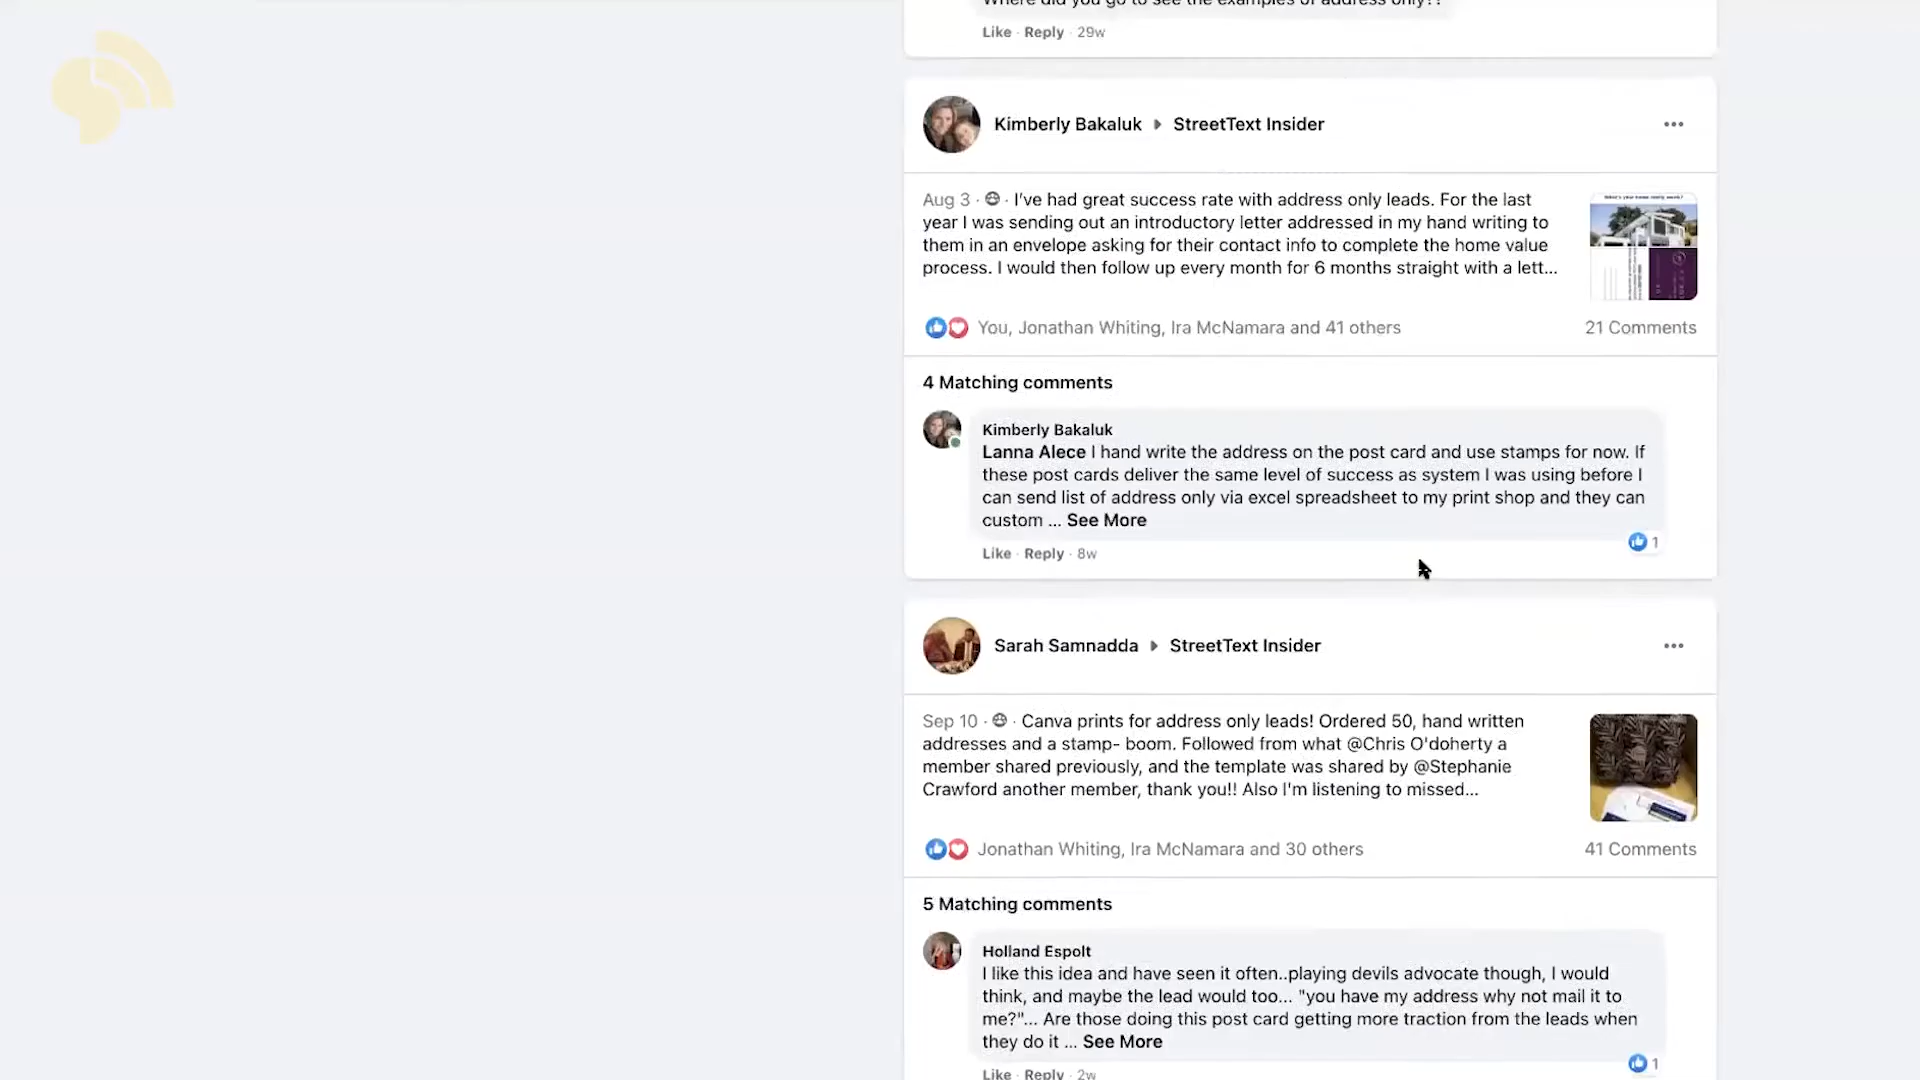 Where did you go to see the examples of address only??
Like · Reply · 29w
Kimberly Bakaluk ▸ StreetText Insider
Aug 3 · · I've had great success rate with address only leads. For the last
year I was sending out an introductory letter addressed in my hand writing to
them in an envelope asking for their contact info to complete the home value
process. I would then follow up every month for 6 months straight with a lett...
You, Jonathan Whiting, Ira McNamara and 41 others
21 Comments
4 Matching comments
Kimberly Bakaluk
Lanna Alece I hand write the address on the post card and use stamps for now. If
these post cards deliver the same level of success as system I was using before I
can send list of address only via excel spreadsheet to my print shop and they can
custom ... See More
1
Like · Reply · 8w
Sarah Samnadda ▸ StreetText Insider
Sep 10 · · Canva prints for address only leads! Ordered 50, hand written
addresses and a stamp- boom. Followed from what @Chris O'doherty a
member shared previously, and the template was shared by @Stephanie
Crawford another member, thank you!! Also I'm listening to missed...
Jonathan Whiting, Ira McNamara and 30 others
41 Comments
5 Matching comments
Holland Espolt
I like this idea and have seen it often..playing devils advocate though, I would
think, and maybe the lead would too... "you have my address why not mail it to
me?"... Are those doing this post card getting more traction from the leads when
they do it ... See More
1
Like · Reply · 2w